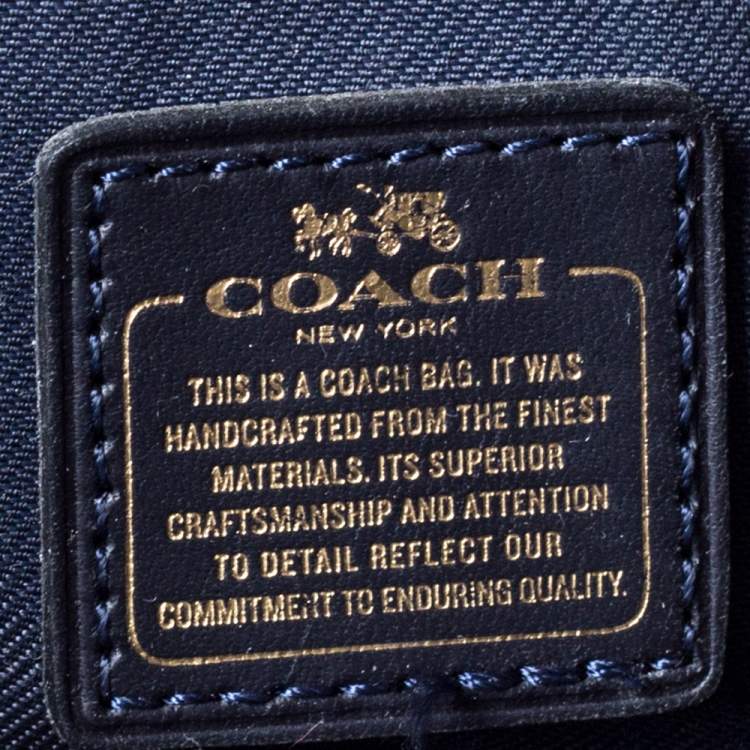 COACH
NEW YORK
THIS IS A COACH BAG. IT WAS
HANDCRAFTED FROM THE FINEST
MATERIALS. ITS SUPERIOR
CRAFTSMANSHIP AND ATTENTION
TO DETAIL REFLECT OUR
COMMITMENT TO ENDURING QUALITY.